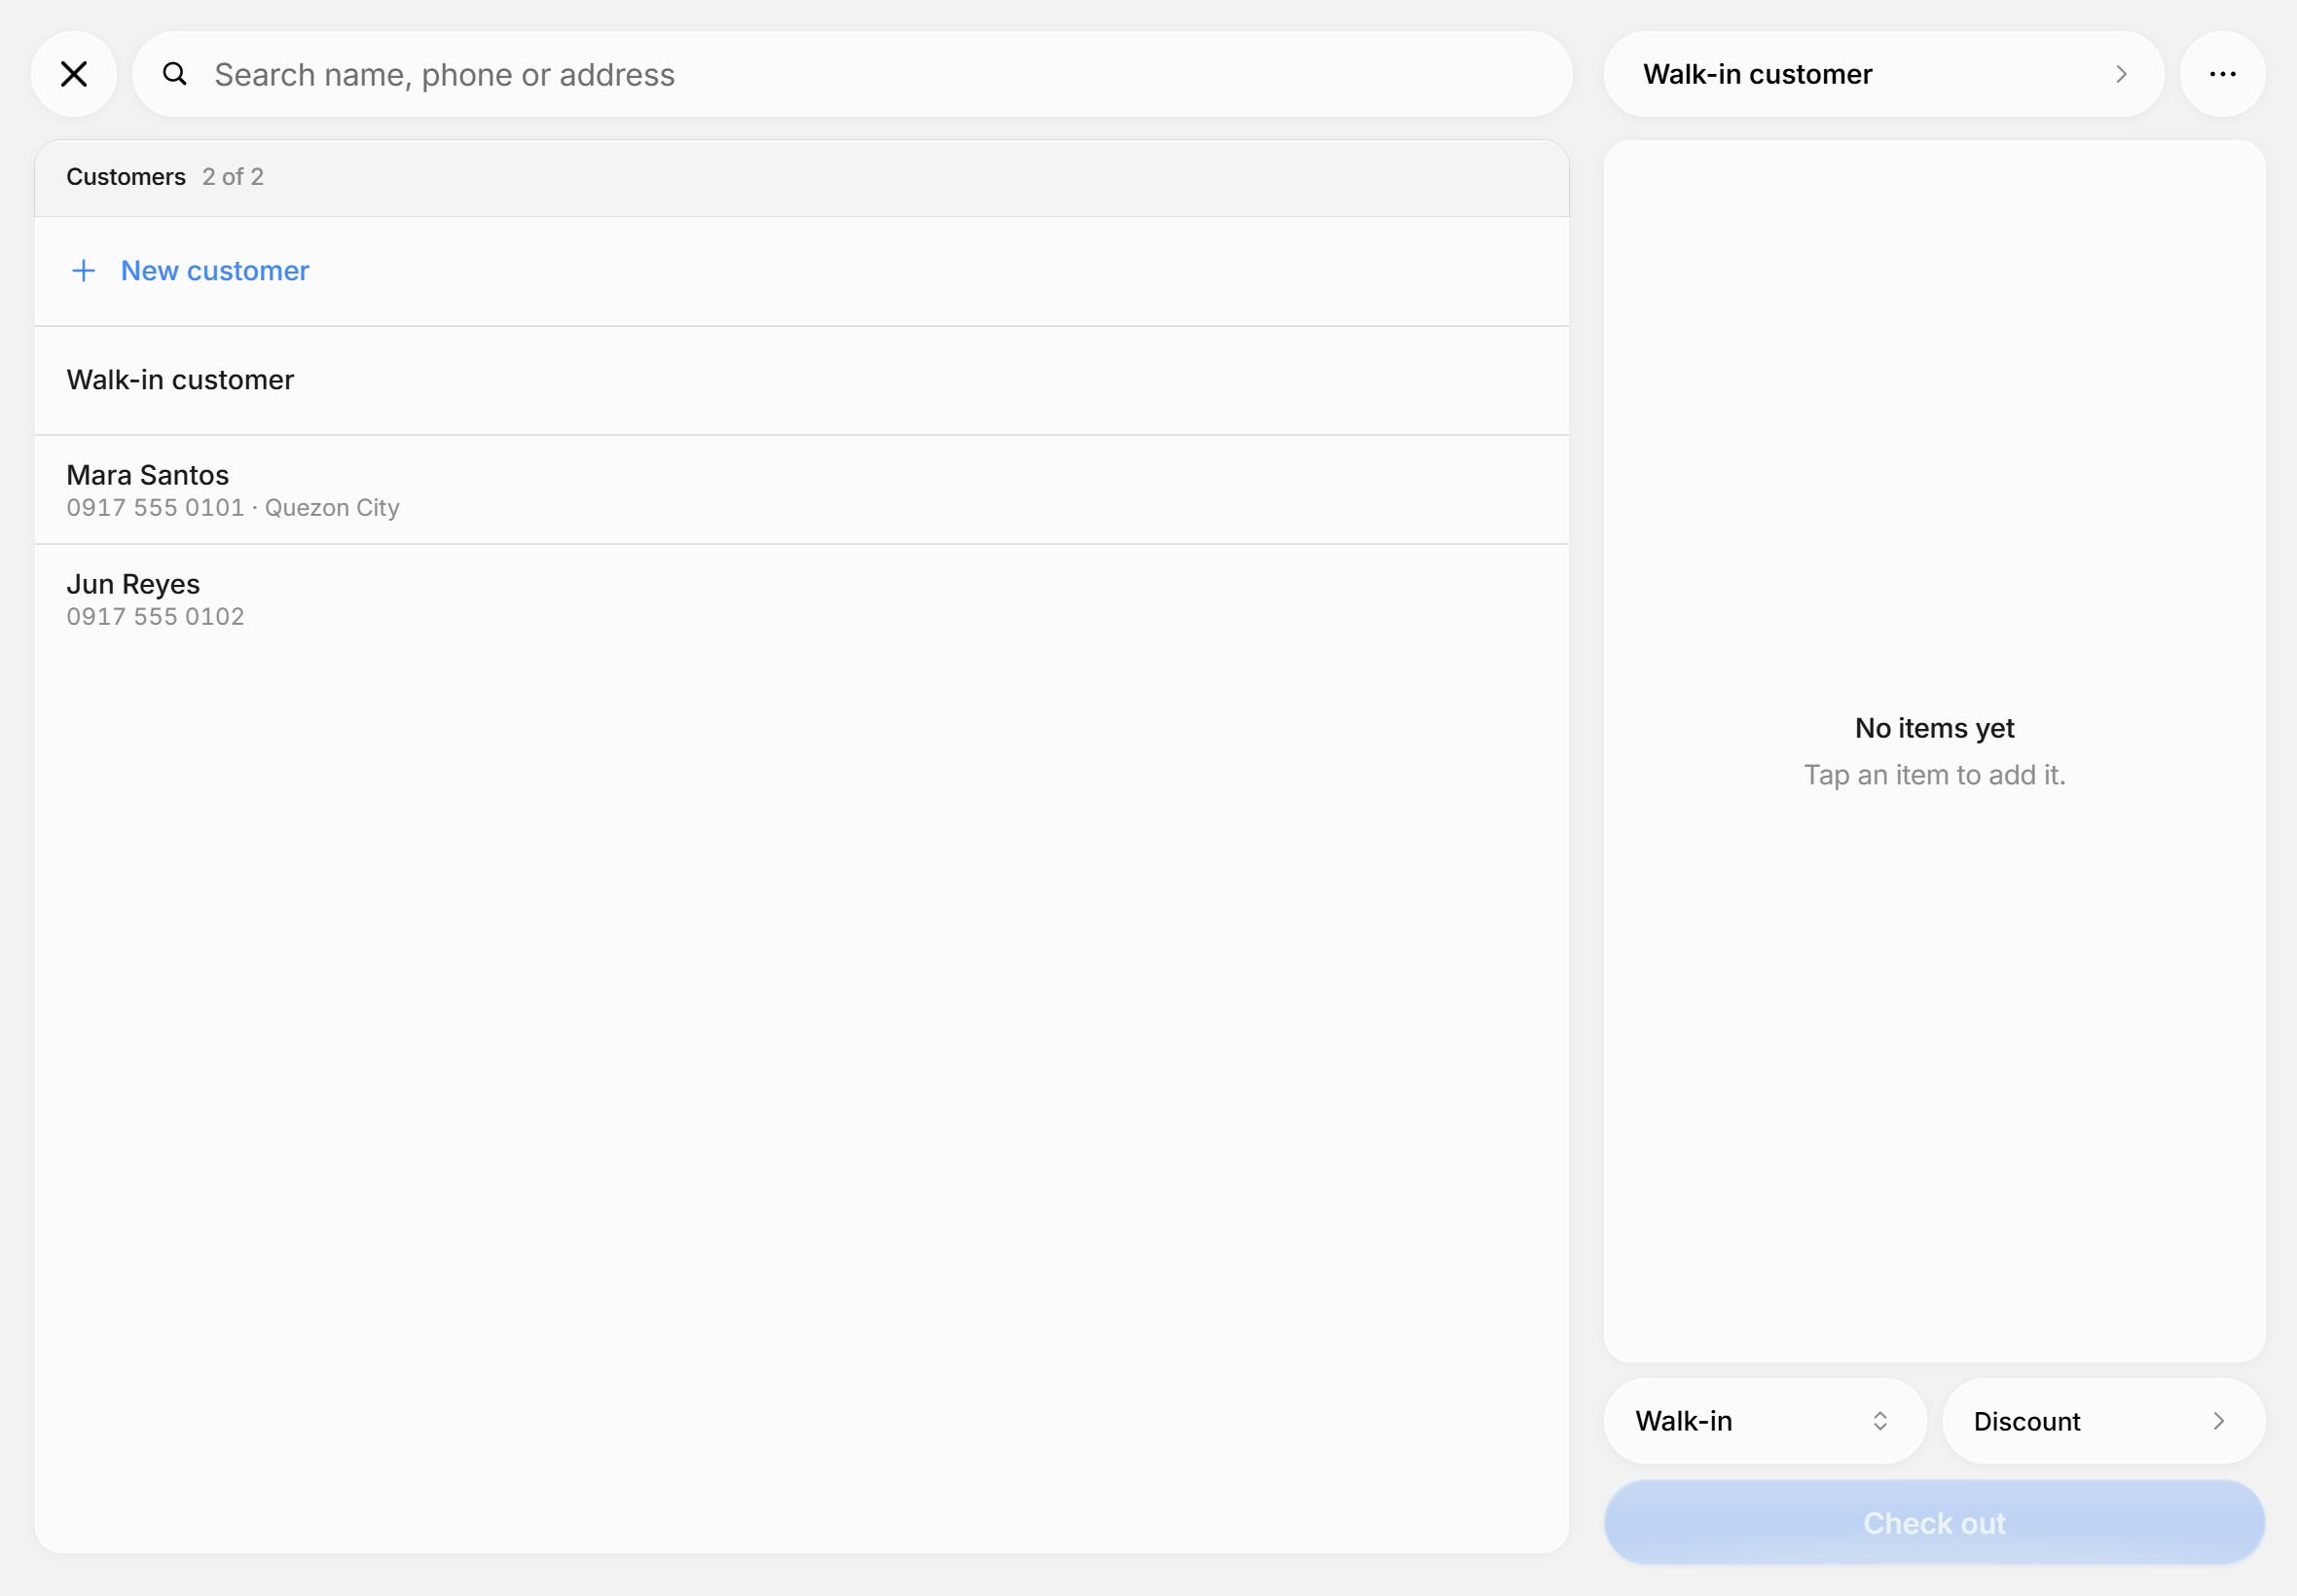 Search name, phone or address
Walk-in customer
Customers 2 of 2
New customer
Walk-in customer
Mara Santos
0917 555 0101 · Quezon City
Jun Reyes
0917 555 0102
No items yet
Tap an item to add it.
Walk-in
Discount
Check out